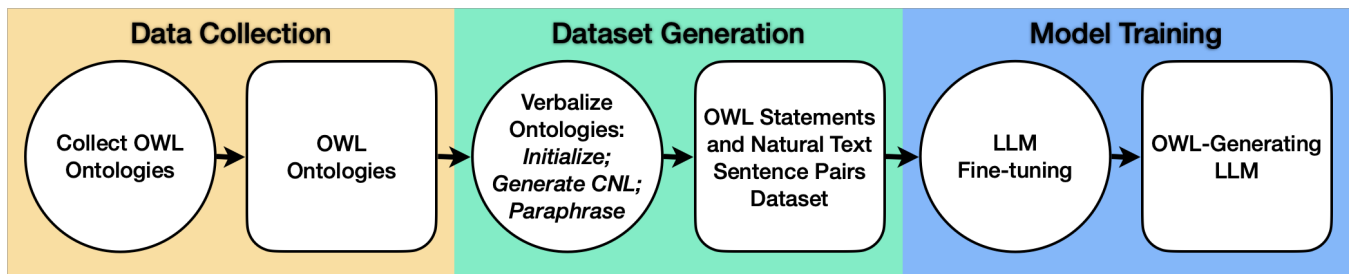 Data Collection
Collect OWL
Ontologies
OWL
Ontologies
Dataset Generation
Verbalize
Ontologies:
Initialize;
Generate CNL;
Paraphrase
OWL Statements
and Natural Text
Sentence Pairs
Dataset
Model Training
LLM
Fine-tuning
OWL-Generating
LLM